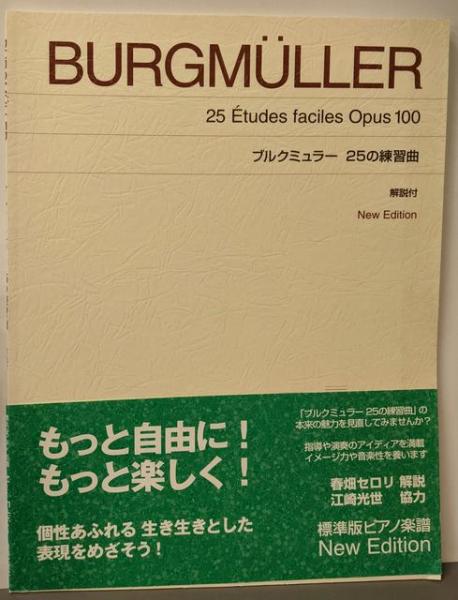 BURGMÜLLER
25 Études faciles Opus 100
ブルクミュラー 25の練習曲
解説付
New Edition
もっと自由に!
もっと楽しく!
個性あふれる 生き生きとした
表現をめざそう!
「ブルクミュラー 25の練習曲」の
本来の魅力を見直してみませんか?
指導や演奏のアイディアを満載
イメージ力や音楽性を養います
春畑セロリ 解説
江崎光世 協力
標準版ピアノ楽譜
New Edition